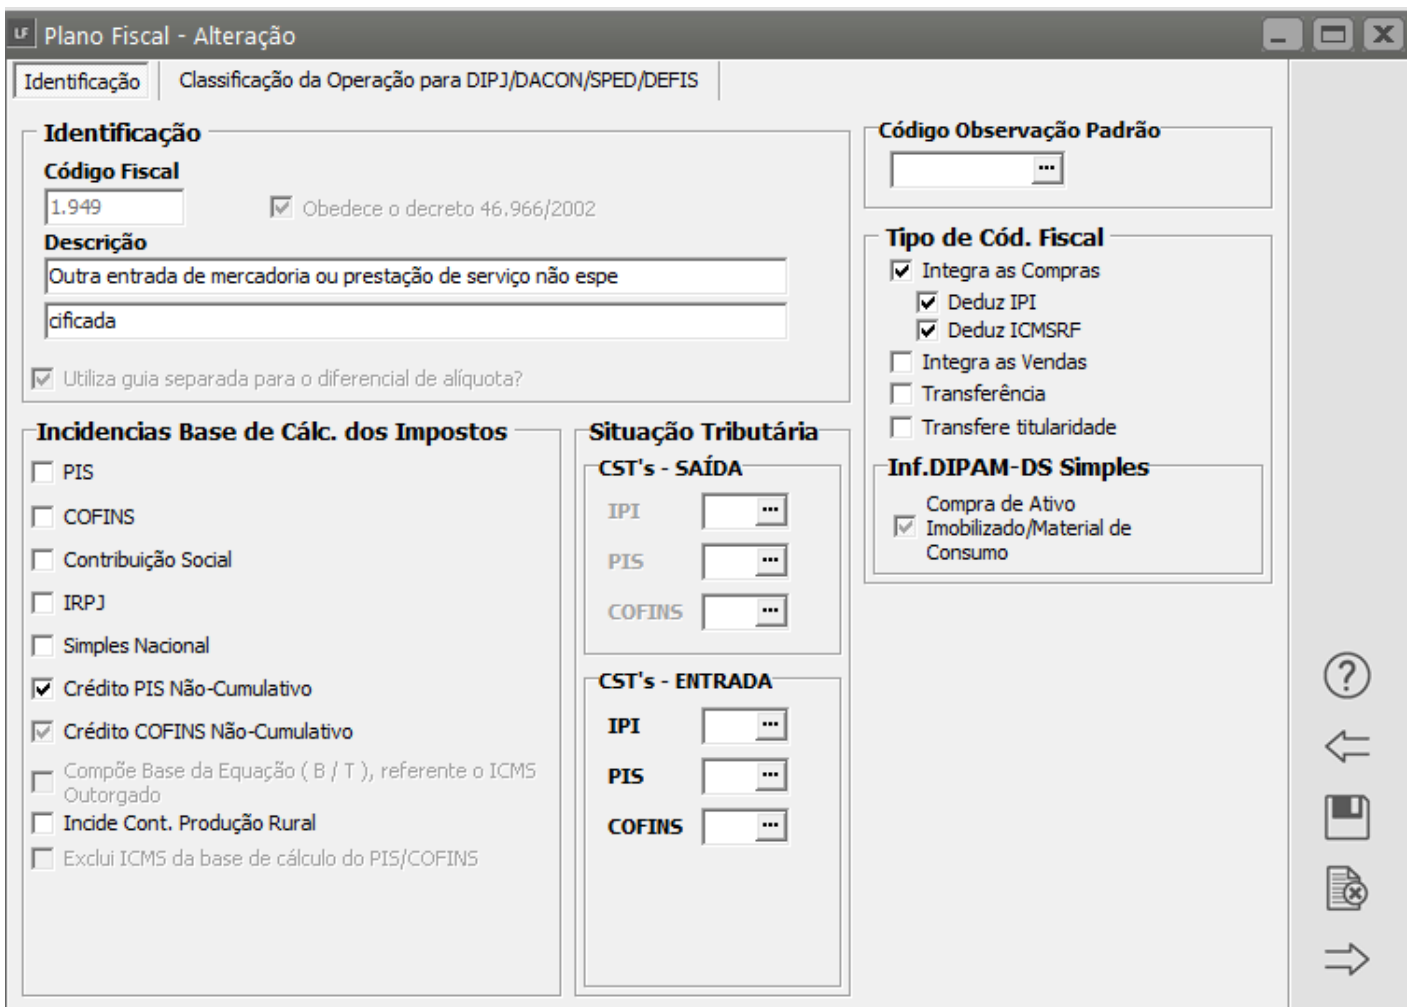 LF Plano Fiscal - Alteração
Identificação Classificação da Operação para DIPJ/DACON/SPED/DEFIS
Identificação
Código Fiscal
1.949 Obedece o decreto 46.966/2002
Descrição
Outra entrada de mercadoria ou prestação de serviço não espe
cificada
Utiliza guia separada para o diferencial de alíquota?
Código Observação Padrão
...
Tipo de Cód. Fiscal
Integra as Compras
Deduz IPI
Deduz ICMSRF
Integra as Vendas
Transferência
Transfere titularidade
Inf.DIPAM-DS Simples
Compra de Ativo
Imobilizado/Material de
Consumo
Incidencias Base de Cálc. dos Impostos
PIS
COFINS
Contribuição Social
IRPJ
Simples Nacional
Crédito PIS Não-Cumulativo
Crédito COFINS Não-Cumulativo
Compõe Base da Equação ( B / T ), referente o ICMS
Outorgado
Incide Cont. Produção Rural
Exclui ICMS da base de cálculo do PIS/COFINS
Situação Tributária
CST's - SAÍDA
IPI ...
PIS ...
COFINS ...
CST's - ENTRADA
IPI ...
PIS ...
COFINS ...
?